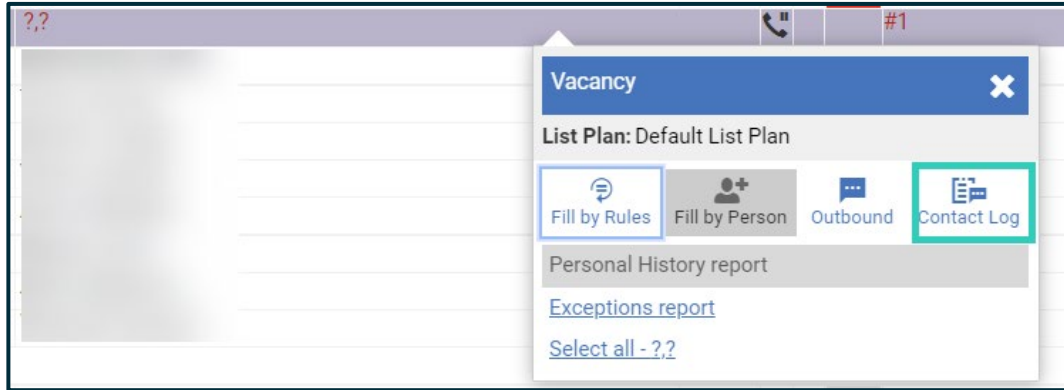 ?,?
#1
Vacancy
List Plan: Default List Plan
Fill by Rules
Fill by Person
Outbound
Contact Log
Personal History report
Exceptions report
Select all - ?,?